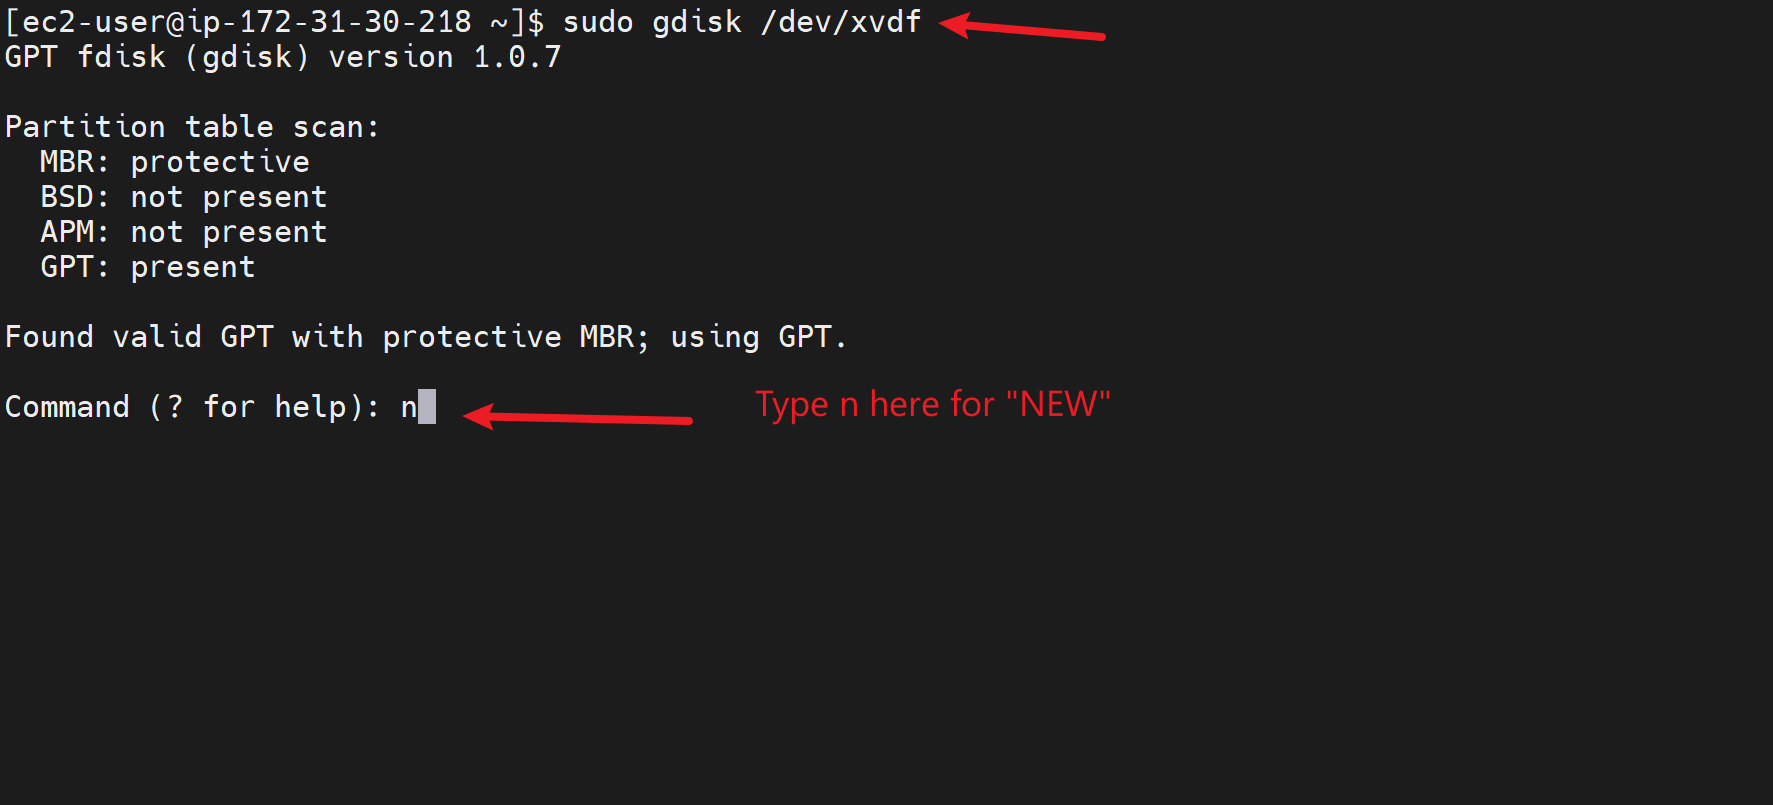 [ec2-user@ip-172-31-30-218 ~]$ sudo gdisk /dev/xvdf
GPT fdisk (gdisk) version 1.0.7
Partition table scan:
MBR: protective
BSD: not present
APM: not present
GPT: present
Found valid GPT with protective MBR; using GPT.
Command (? for help): n
Type n here for "NEW"